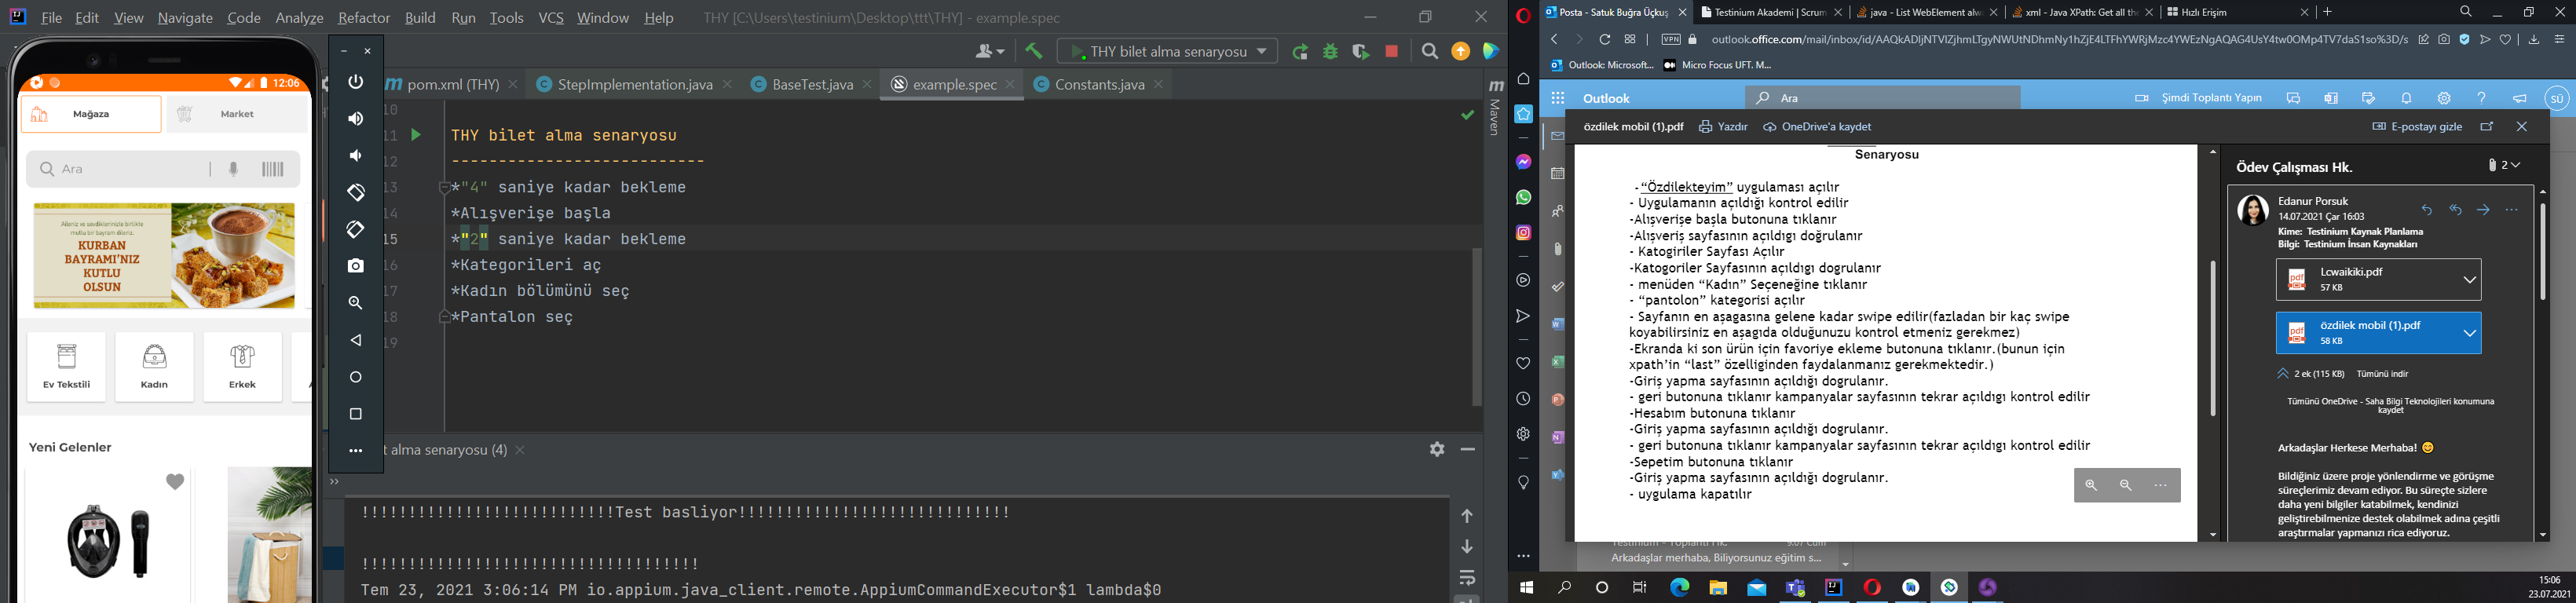 File Edit View Navigate Code Analyze Refactor Build Run Tools VCS Window Help THY [C:\Users\testinium\Desktop\ttt\THY] - example.spec
THY bilet alma senaryosu
pom.xml (THY)
StepImplementation.java
BaseTest.java
example.spec
Constants.java
Maven
12:06
Mağaza
Market
Ara
Aileniz ve sevdiklerinizle birlikte
mutlu bir bayram dileriz.
KURBAN
BAYRAMI'NIZ
KUTLU
OLSUN
Ev Tekstili
Kadın
Erkek
A
Yeni Gelenler
10
11 THY bilet alma senaryosu
12 ---------------------------
13 *"4" saniye kadar bekleme
14 *Alışverişe başla
15 *"2" saniye kadar bekleme
16 *Kategorileri aç
17 *Kadın bölümünü seç
18 *Pantalon seç
19
t alma senaryosu (4)
!!!!!!!!!!!!!!!!!!!!!!!!!!!Test basliyor!!!!!!!!!!!!!!!!!!!!!!!!!!!!!
!!!!!!!!!!!!!!!!!!!!!!!!!!!!!!!!!!!!
Tem 23, 2021 3:06:14 PM io.appium.java_client.remote.AppiumCommandExecutor$1 lambda$0
Posta - Satuk Buğra Üçkuş
Testinium Akademi | Scrum
java - List WebElement alw
xml - Java XPath: Get all the
Hızlı Erişim
VPN
outlook.office.com/mail/inbox/id/AAQkADljNTVlZjhmLTgyNWUtNDhmNy1hZjE4LTFhYWRjMzc4YWEzNgAQAG4UsY4tw0OMp4TV7daS1so%3D/s
Outlook: Microsoft...
Micro Focus UFT. M...
Outlook
Ara
Şimdi Toplantı Yapın
SÜ
özdilek mobil (1).pdf
Yazdır
OneDrive'a kaydet
E-postayı gizle
Senaryosu
-"Özdilekteyim" uygulaması açılır
- Uygulamanın açıldığı kontrol edilir
-Alışverişe başla butonuna tıklanır
-Alışveriş sayfasının açıldıgı doğrulanır
- Katogiriler Sayfası Açılır
-Katogoriler Sayfasının açıldıgı dogrulanır
- menüden "Kadın" Seçeneğine tıklanır
- "pantolon" kategorisi açılır
- Sayfanın en aşagasına gelene kadar swipe edilir(fazladan bir kaç swipe
koyabilirsiniz en aşagıda olduğunuzu kontrol etmeniz gerekmez)
-Ekranda ki son ürün için favoriye ekleme butonuna tıklanır.(bunun için
xpath'in "last" özelliginden faydalanmanız gerekmektedir.)
-Giriş yapma sayfasının açıldığı dogrulanır.
- geri butonuna tıklanır kampanyalar sayfasının tekrar açıldıgı kontrol edilir
-Hesabım butonuna tıklanır
-Giriş yapma sayfasının açıldığı dogrulanır.
- geri butonuna tıklanır kampanyalar sayfasının tekrar açıldıgı kontrol edilir
-Sepetim butonuna tıklanır
-Giriş yapma sayfasının açıldığı dogrulanır.
- uygulama kapatılır
Ödev Çalışması Hk.
2
Edanur Porsuk
14.07.2021 Çar 16:03
Kime: Testinium Kaynak Planlama
Bilgi: Testinium İnsan Kaynakları
Lcwaikiki.pdf
57 KB
özdilek mobil (1).pdf
58 KB
2 ek (115 KB) Tümünü indir
Tümünü OneDrive - Saha Bilgi Teknolojileri konumuna
kaydet
Arkadaşlar Herkese Merhaba! 😊
Bildiğiniz üzere proje yönlendirme ve görüşme
süreçlerimiz devam ediyor. Bu süreçte sizlere
daha yeni bilgiler katabilmek, kendinizi
geliştirebilmenize destek olabilmek adına çeşitli
araştırmalar yapmanızı rica ediyoruz.
Arkadaşlar merhaba. Biliyorsunuz eğitim s...
15:06
23.07.2021